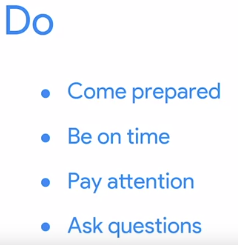 Do
• Come prepared
• Be on time
• Pay attention
• Ask questions